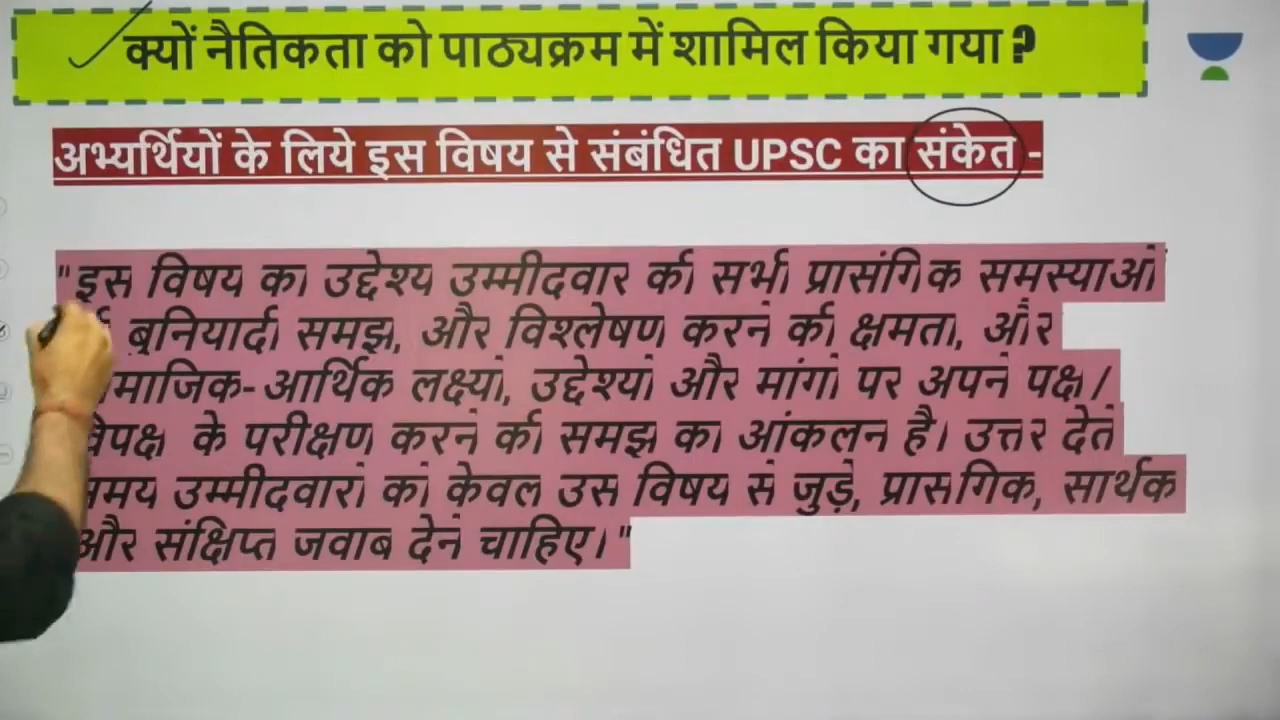 क्यों नैतिकता को पाठ्यक्रम में शामिल किया गया ?
अभ्यर्थियों के लिये इस विषय से संबंधित UPSC का संकेत -
"इस विषय का उद्देश्य उम्मीदवार की सभी प्रासंगिक समस्याओं
बुनियादी समझ, और विश्लेषण करने की क्षमता, और
सामाजिक-आर्थिक लक्ष्यों, उद्देश्यों और मांगों पर अपने पक्ष/
विपक्ष के परीक्षण करने की समझ का आंकलन है। उत्तर देते
समय उम्मीदवारों को केवल उस विषय से जुड़े, प्रासंगिक, सार्थक
और संक्षिप्त जवाब देने चाहिए।"